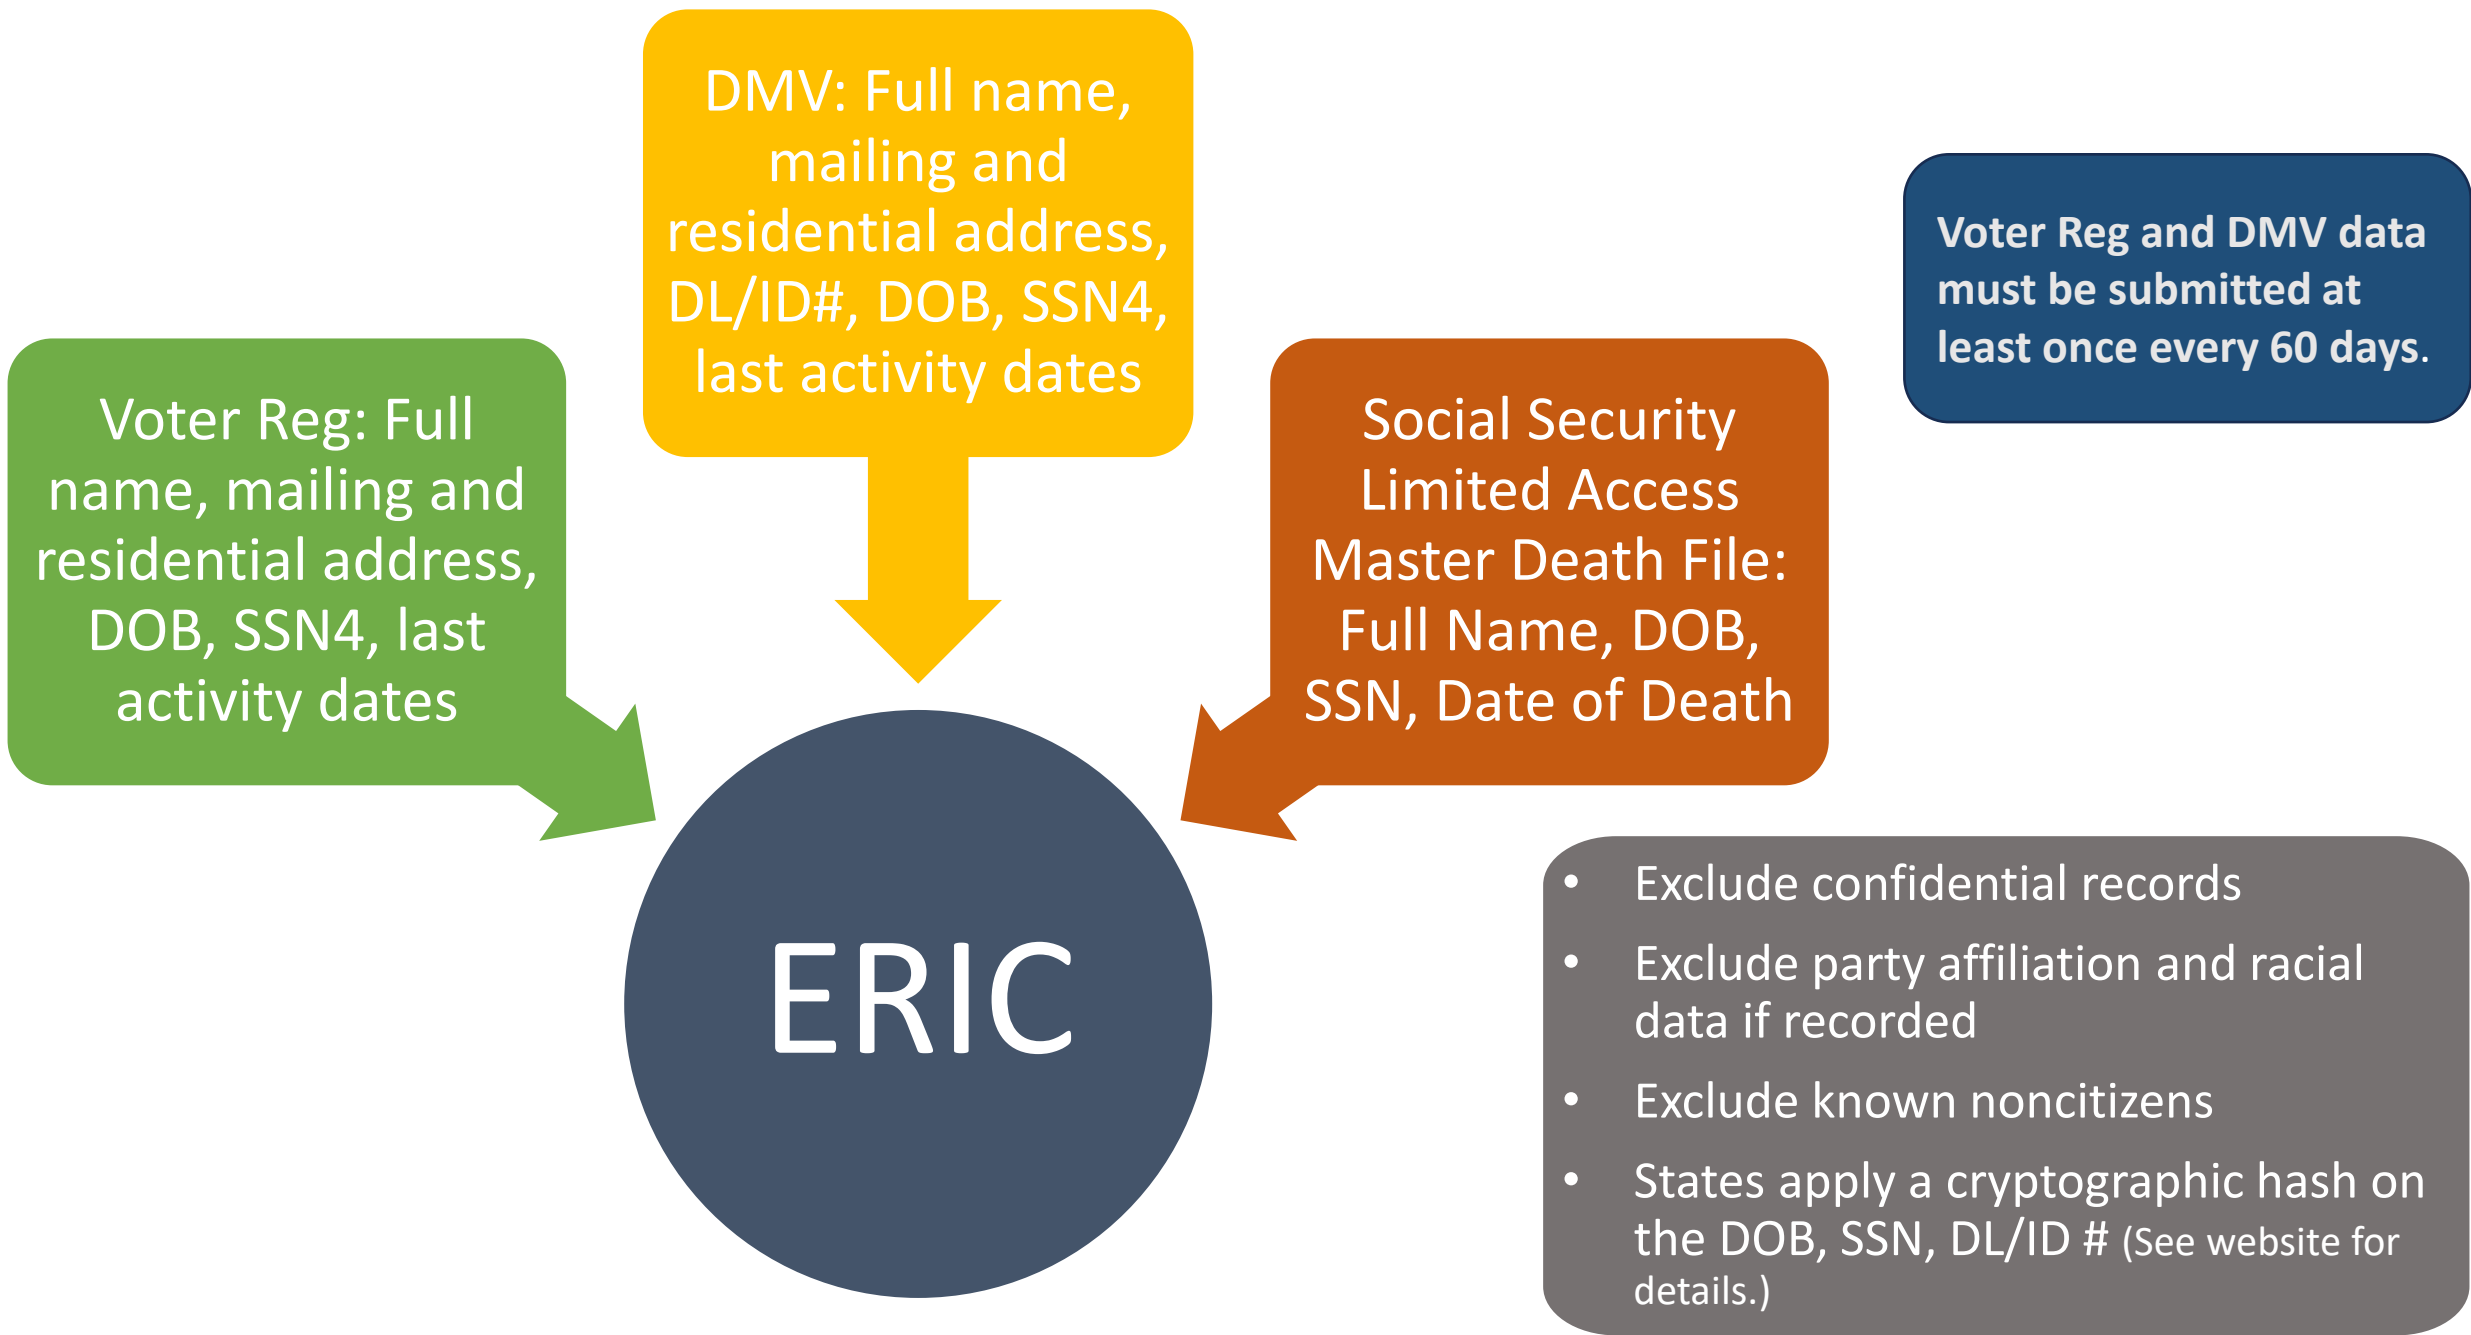 DMV: Full name,
mailing and
residential address,
DL/ID#, DOB, SSN4,
last activity dates
Voter Reg and DMV data
must be submitted at
least once every 60 days.
Voter Reg: Full
name, mailing and
residential address,
DOB, SSN4, last
activity dates
Social Security
Limited Access
Master Death File:
Full Name, DOB,
SSN, Date of Death
ERIC
• Exclude confidential records
• Exclude party affiliation and racial
data if recorded
• Exclude known noncitizens
• States apply a cryptographic hash on
the DOB, SSN, DL/ID # (See website for
details.)